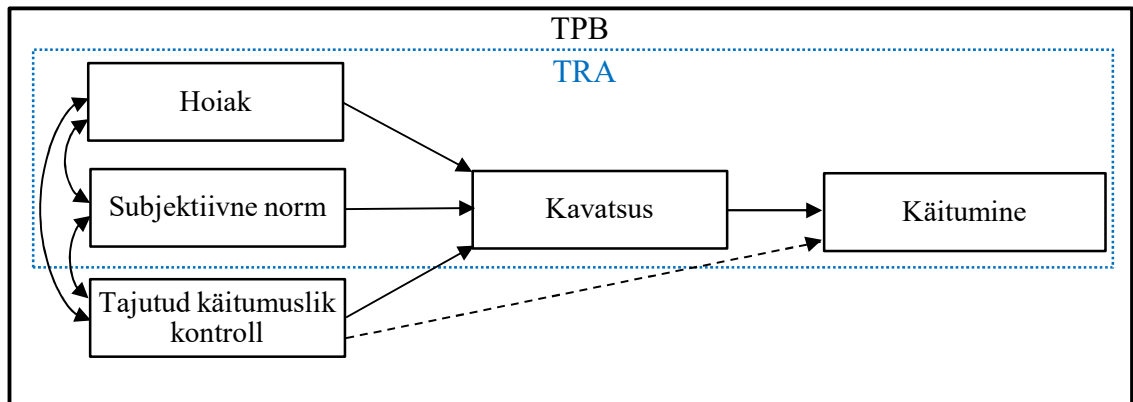 TPB
TRA
Hoiak
Subjektiivne norm
Kavatsus
Käitumine
Tajutud käitumuslik
kontroll